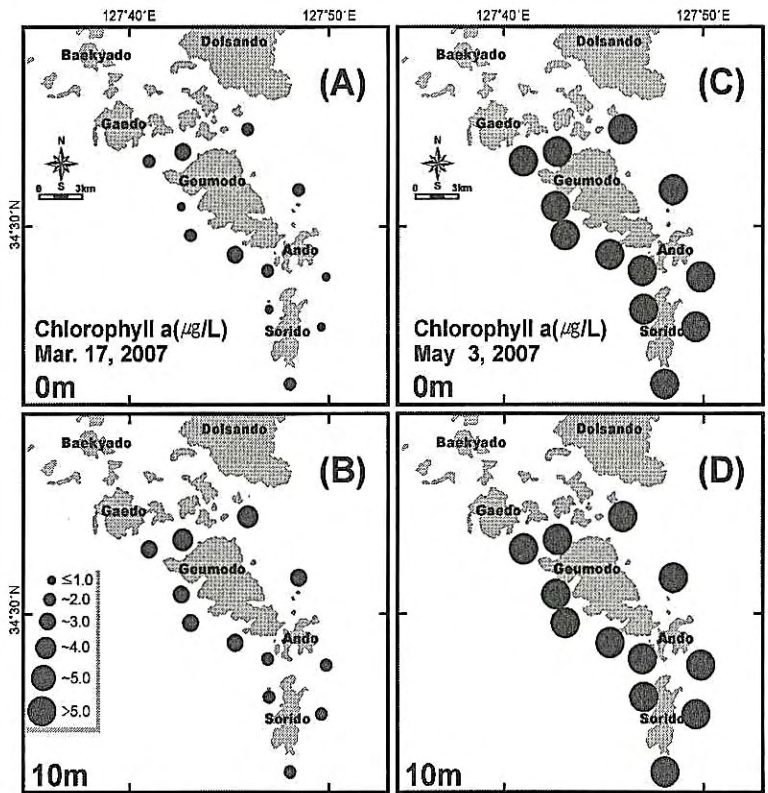 127°40′E
127°50′E
127°40′E
127°50′E
Dolsando
Baekyado
(A)
Gaedo
N
S
0 3km
Geumodo
34°30′N
Ando
Chlorophyll a(㎍/L)
Mar. 17, 2007
Sorido
0m
Dolsando
Baekyado
(C)
Gaedo
N
S
0 3km
Geumodo
Ando
Chlorophyll a(㎍/L)
May 3, 2007
Sorido
0m
Dolsando
Baekyado
(B)
Gaedo
Geumodo
≤1.0
~2.0
~3.0
~4.0
~5.0
>5.0
34°30′N
Ando
Sorido
10m
Dolsando
Baekyado
(D)
Gaedo
Geumodo
Ando
Sorido
10m